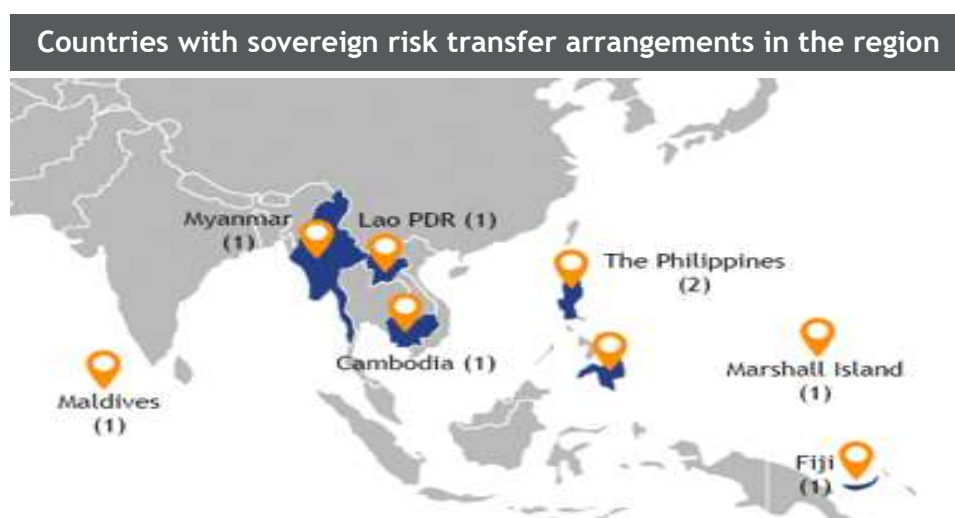 Countries with sovereign risk transfer arrangements in the region
Myanmar
(1)
Lao PDR (1)
The Philippines
(2)
Cambodia (1)
Marshall Island
(1)
Maldives
(1)
Fiji
(1)